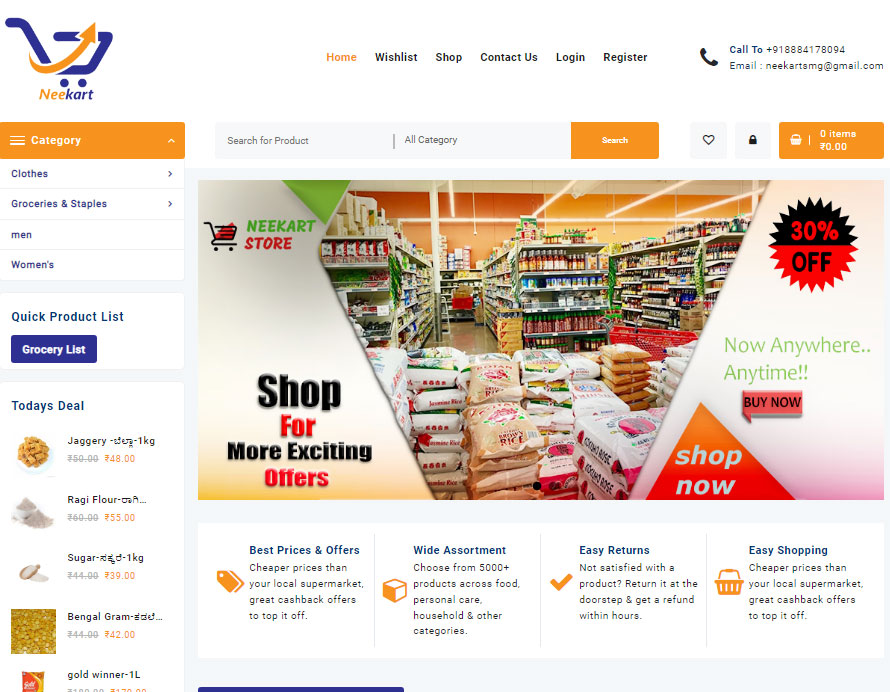 Neekart
Home Wishlist Shop Contact Us Login Register
Call To +918884178094
Email : neekartsmg@gmail.com
Category
Search for Product
All Category
Search
0 items
₹0.00
Clothes
Groceries & Staples
men
Women's
Quick Product List
Grocery List
Todays Deal
Jaggery -ಬೆಲ್ಲಾ-1kg
₹50.00 ₹48.00
Ragi Flour-ರಾಗಿ...
₹60.00 ₹55.00
Sugar-ಸಕ್ಕರೆ-1kg
₹44.00 ₹39.00
Bengal Gram-ಕಡಲೆ...
₹44.00 ₹42.00
gold winner-1L
NEEKART
STORE
30%
OFF
Now Anywhere..
Anytime!!
BUY NOW
Shop
For
More Exciting
Offers
shop
now
Jasmine Rice
BROWN
RICE
Best Prices & Offers
Cheaper prices than
your local supermarket,
great cashback offers
to top it off.
Wide Assortment
Choose from 5000+
products across food,
personal care,
household & other
categories.
Easy Returns
Not satisfied with a
product? Return it at the
doorstep & get a refund
within hours.
Easy Shopping
Cheaper prices than
your local supermarket,
great cashback offers
to top it off.